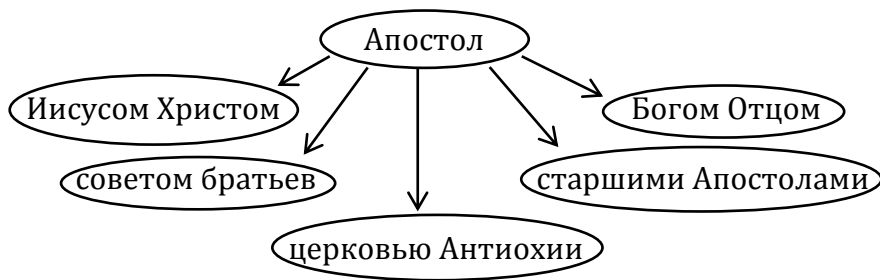 Апостол
Иисусом Христом
Богом Отцом
советом братьев
старшими Апостолами
церковью Антиохии